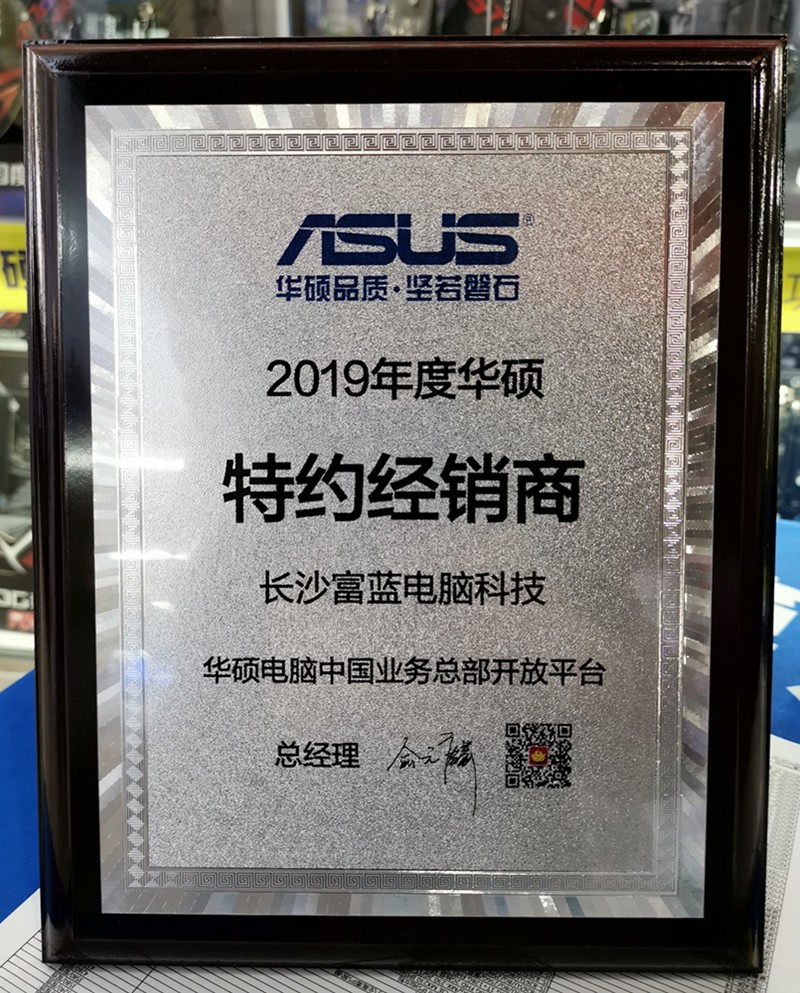 ASUS®
华硕品质·坚若磐石
2019年度华硕
特约经销商
长沙富蓝电脑科技
华硕电脑中国业务总部开放平台
总经理